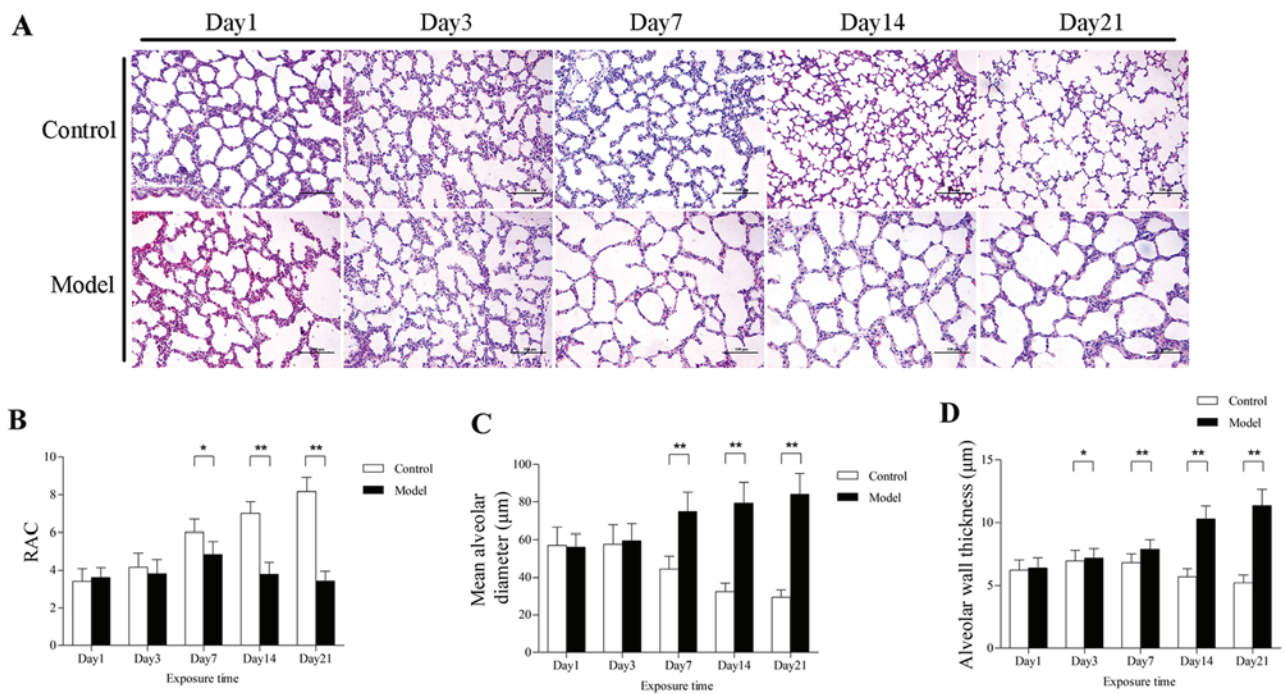 A
Day1 Day3 Day7 Day14 Day21
Control
Model
B
* ** **
Control
Model
RAC
10
8
6
4
2
0
Day1 Day3 Day7 Day14 Day21
Exposure time
C
** ** **
Control
Model
Mean alveolar
diameter (μm)
100
80
60
40
20
0
Day1 Day3 Day7 Day14 Day21
Exposure time
D
Control
Model
* ** ** **
Alveolar wall thickness (μm)
15
10
5
0
Day1 Day3 Day7 Day14 Day21
Exposure time